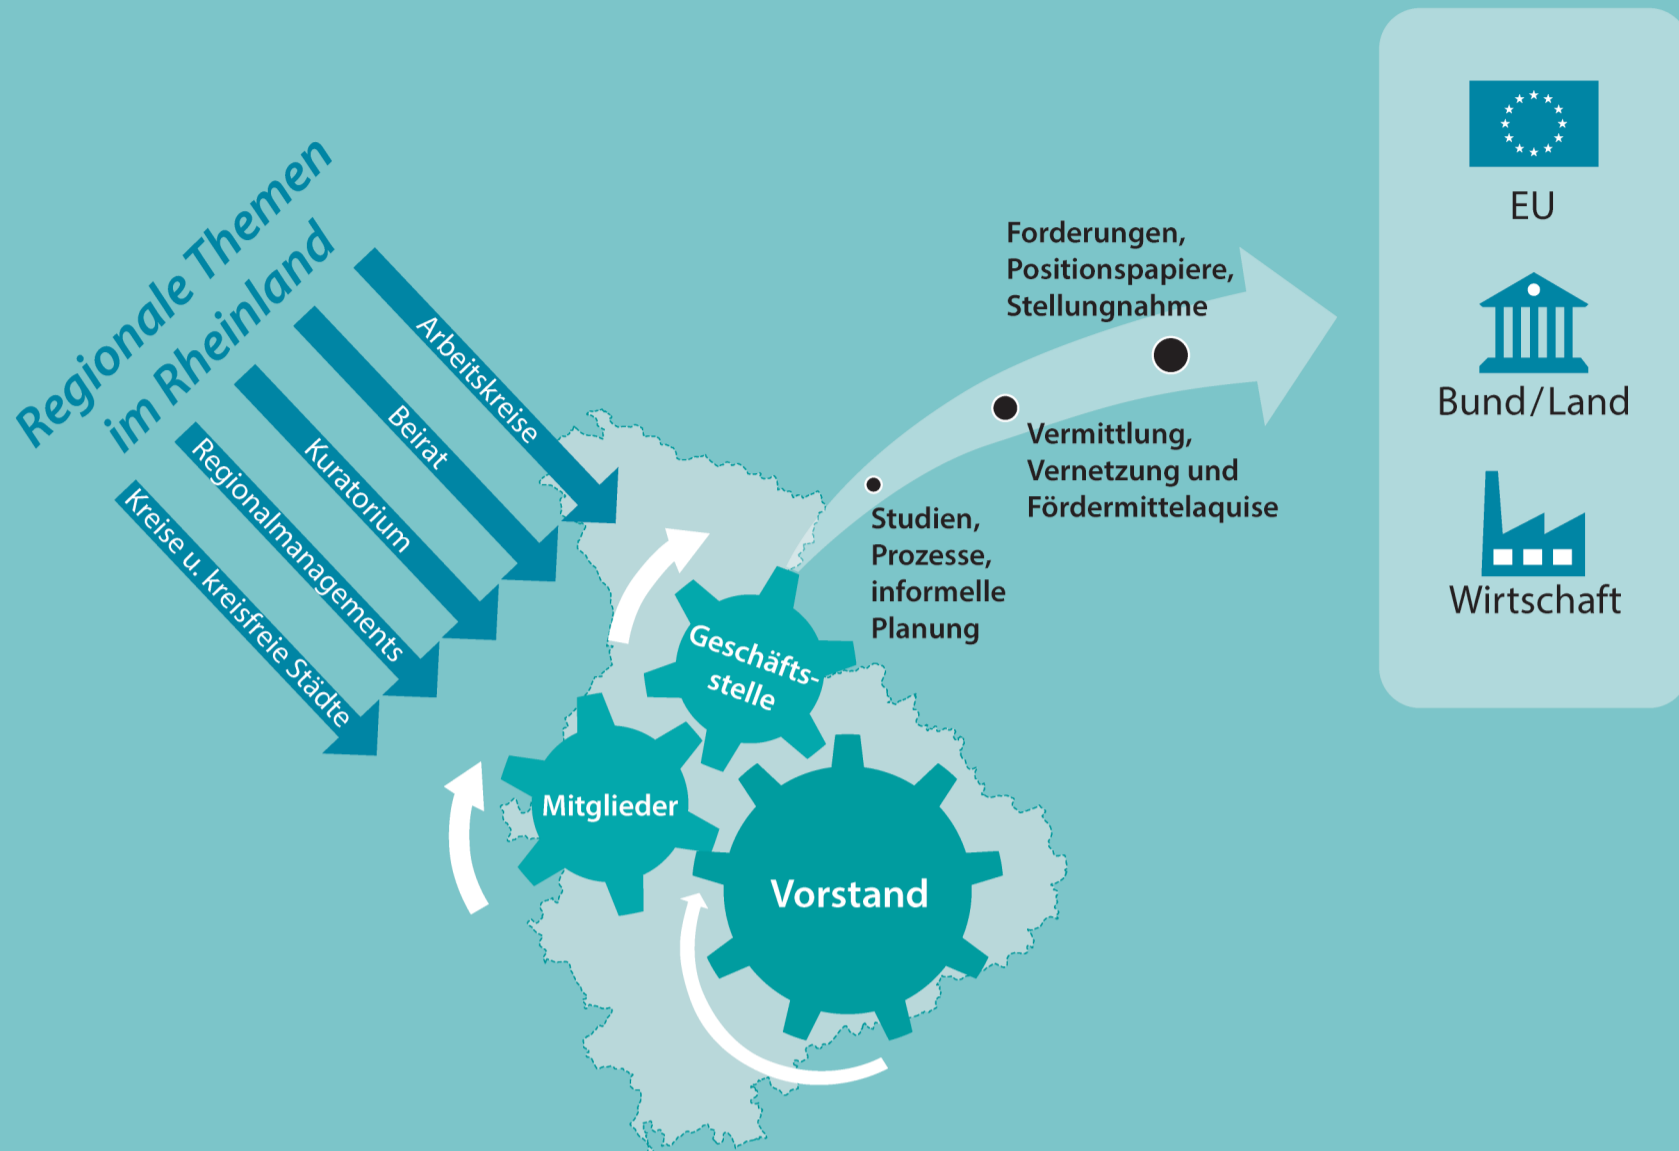 Regionale Themen
im Rheinland
Arbeitskreise
Beirat
Kuratorium
Regionalmanagements
Kreise u. kreisfreie Städte
Geschäfts-
stelle
Mitglieder
Vorstand
Studien,
Prozesse,
informelle
Planung
Vermittlung,
Vernetzung und
Fördermittelaquise
Forderungen,
Positionspapiere,
Stellungnahme
EU
Bund/Land
Wirtschaft